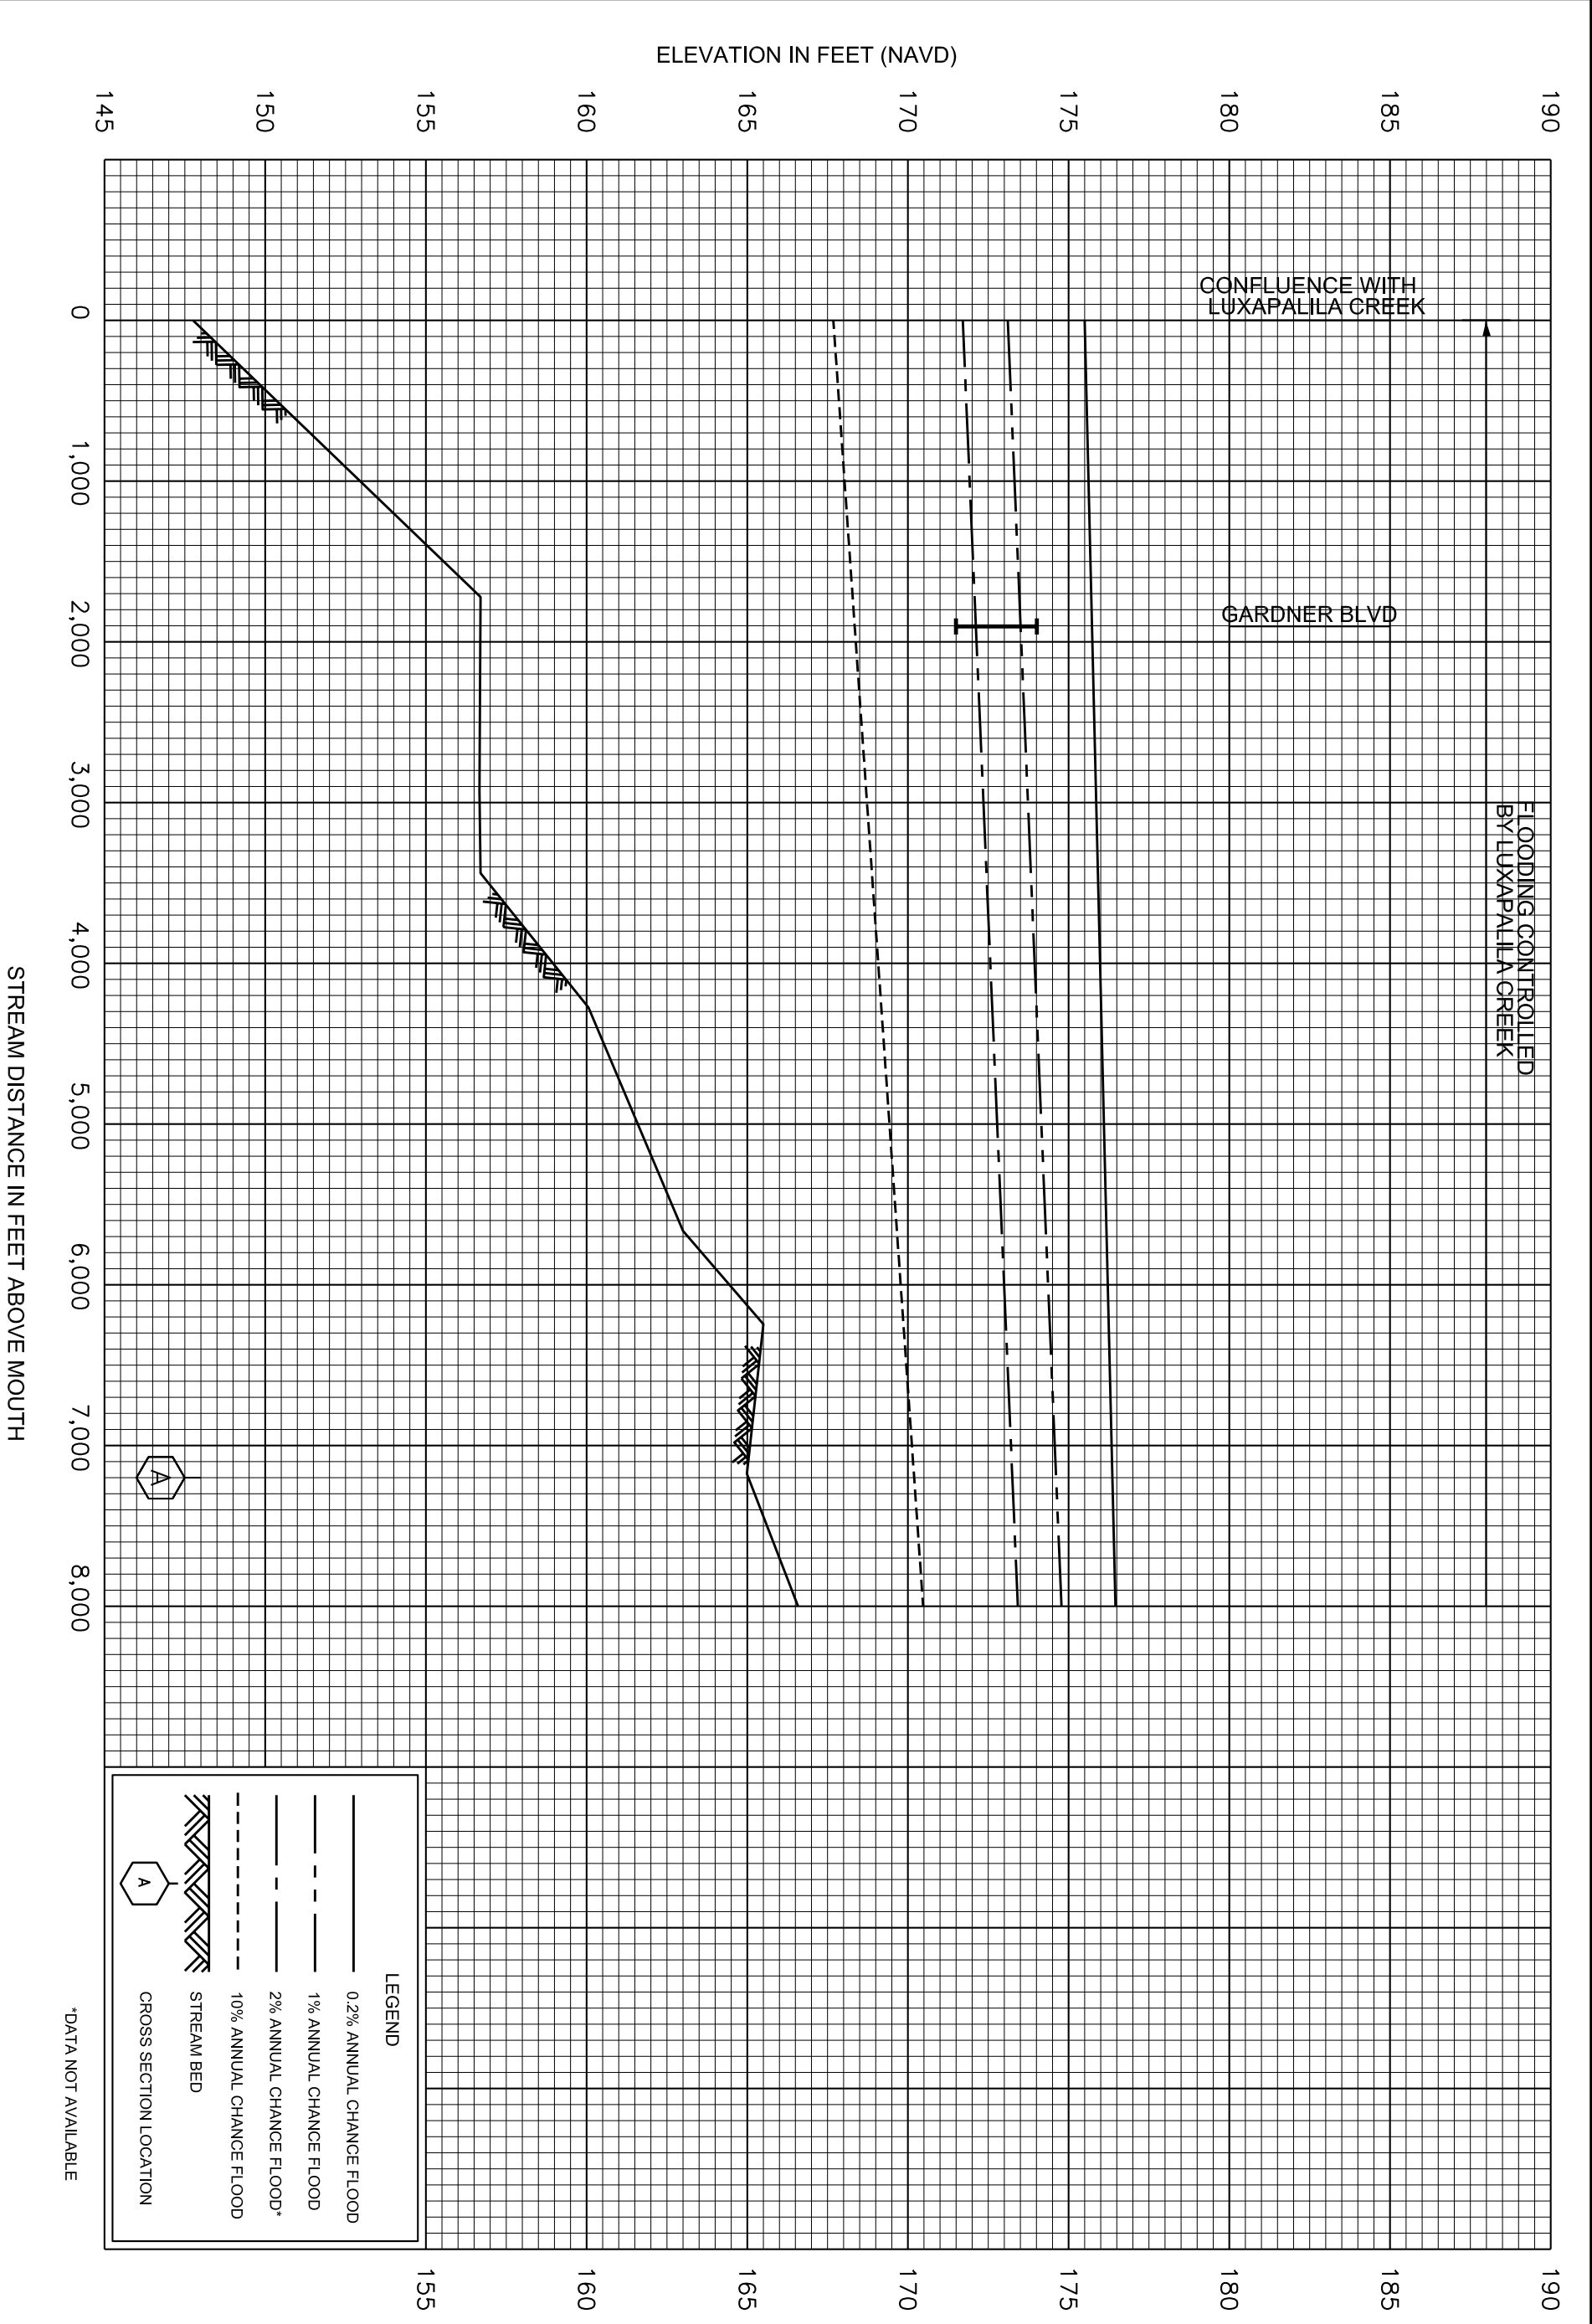 ELEVATION IN FEET (NAVD)
190
185
180
175
170
165
160
155
150
145
CONFLUENCE WITH
LUXAPALILA CREEK
GARDNER BLVD
FLOODING CONTROLLED
BY LUXAPALILA CREEK
A
0
1,000
2,000
3,000
4,000
5,000
6,000
7,000
8,000
STREAM DISTANCE IN FEET ABOVE MOUTH
190
185
180
175
170
165
160
155
LEGEND
0.2% ANNUAL CHANCE FLOOD
1% ANNUAL CHANCE FLOOD
2% ANNUAL CHANCE FLOOD*
10% ANNUAL CHANCE FLOOD
STREAM BED
A
CROSS SECTION LOCATION
*DATA NOT AVAILABLE